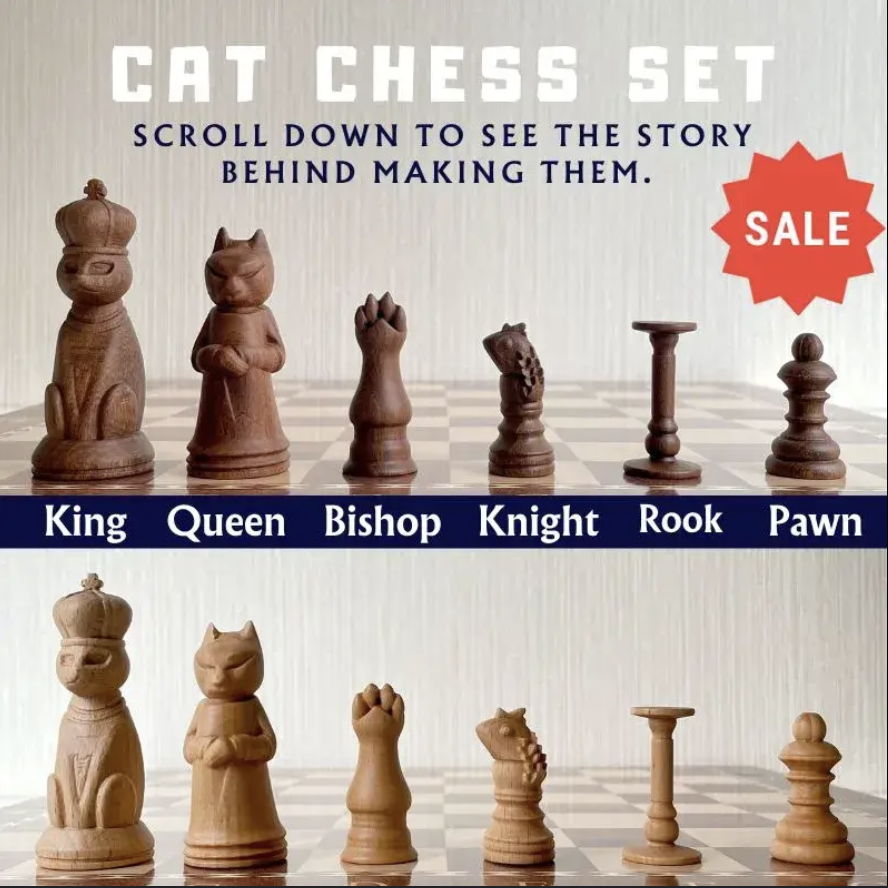 CAT CHESS SET
SCROLL DOWN TO SEE THE STORY
BEHIND MAKING THEM.
SALE
King Queen Bishop Knight Rook Pawn